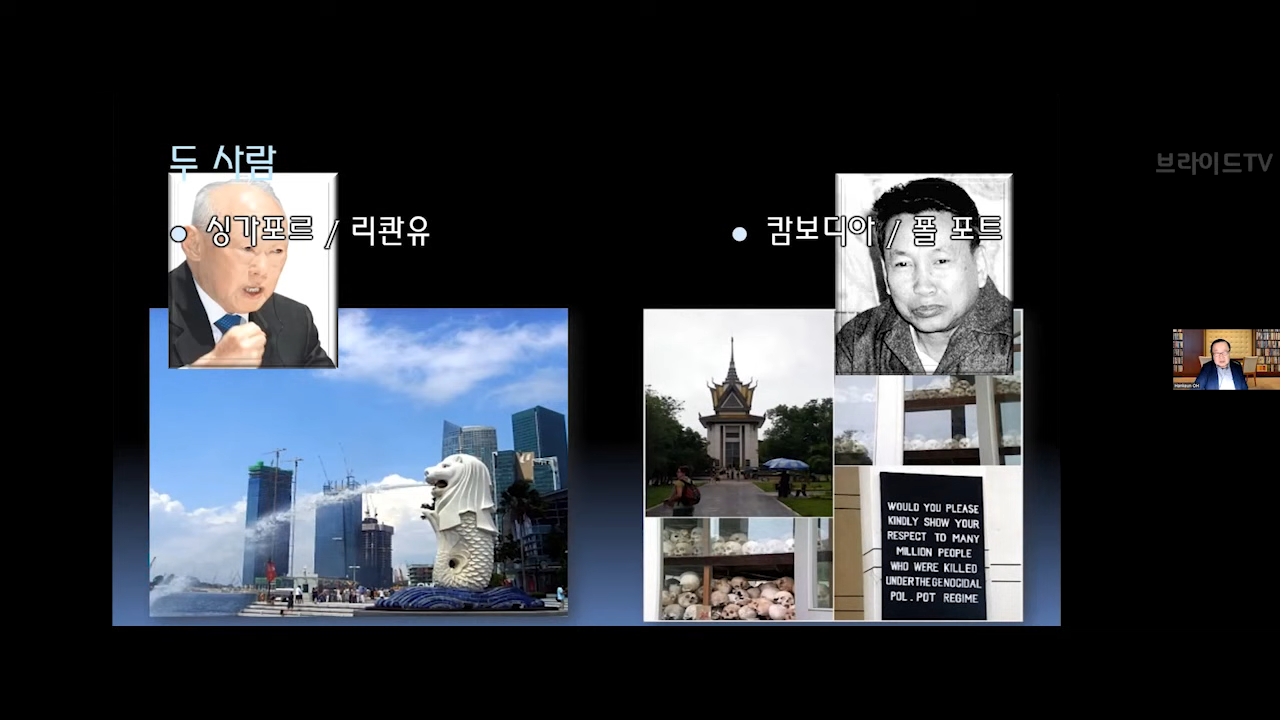 두 사람
브라이드TV
싱가포르 / 리콴유
캄보디아 / 폴 포트
WOULD YOU PLEASE
KINDLY SHOW YOUR
RESPECT TO MANY
MILLION PEOPLE
WHO WERE KILLED
UNDER THE GENOCIDAL
POL.POT REGIME